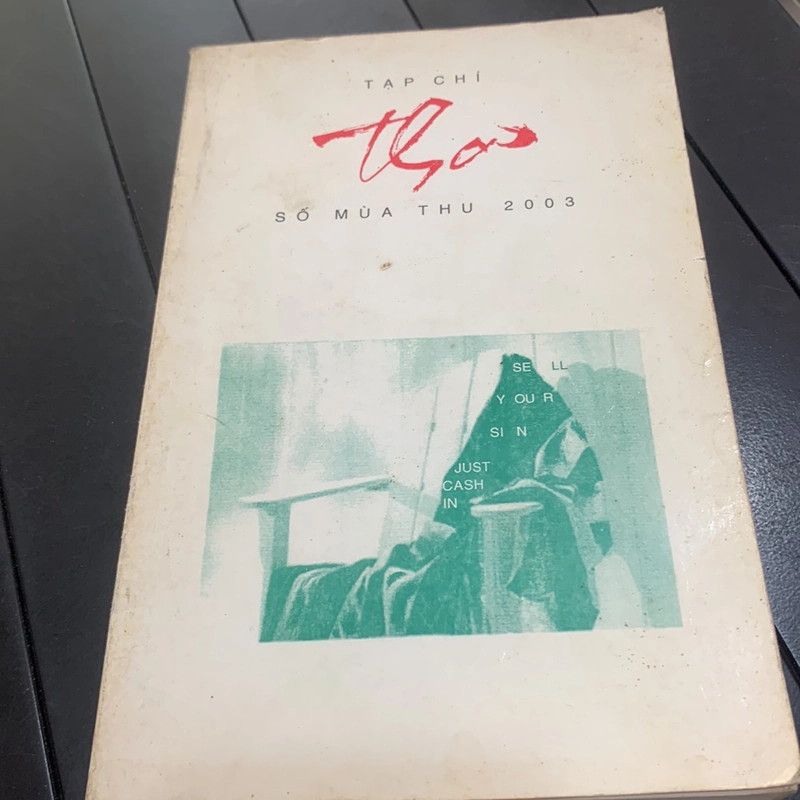 TẠP CHÍ
Thơ
SỐ MÙA THU 2003
SE LL
Y OU R
SI N
JUST
CASH
IN